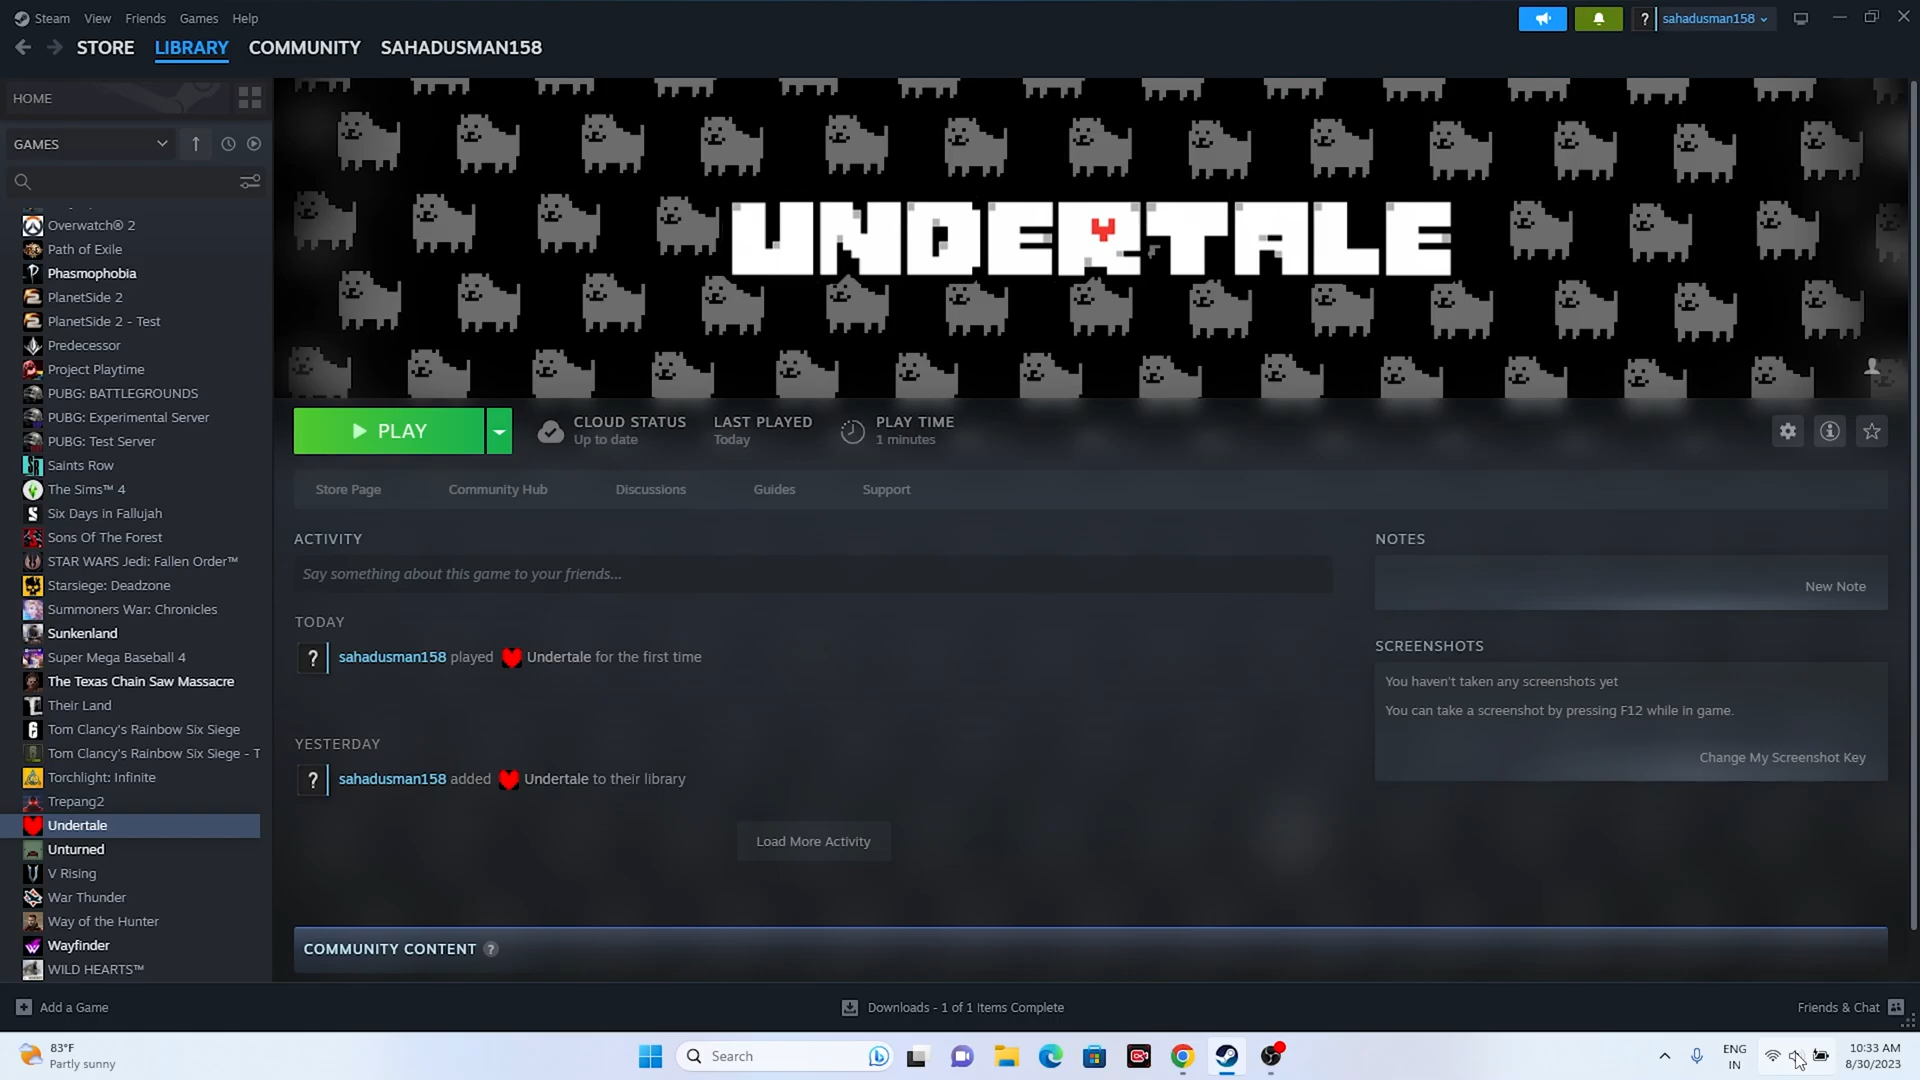 Steam View Friends Games Help
sahadusman158
STORE LIBRARY COMMUNITY SAHADUSMAN158
HOME
GAMES
Overwatch® 2
Path of Exile
Phasmophobia
PlanetSide 2
PlanetSide 2 - Test
Predecessor
Project Playtime
PUBG: BATTLEGROUNDS
PUBG: Experimental Server
PUBG: Test Server
Saints Row
The Sims™ 4
Six Days in Fallujah
Sons Of The Forest
STAR WARS Jedi: Fallen Order™
Starsiege: Deadzone
Summoners War: Chronicles
Sunkenland
Super Mega Baseball 4
The Texas Chain Saw Massacre
Their Land
Tom Clancy's Rainbow Six Siege
Tom Clancy's Rainbow Six Siege - T
Torchlight: Infinite
Trepang2
Undertale
Unturned
V Rising
War Thunder
Way of the Hunter
Wayfinder
WILD HEARTS™
UNDERTALE
PLAY
CLOUD STATUS
Up to date
LAST PLAYED
Today
PLAY TIME
1 minutes
Store Page Community Hub Discussions Guides Support
ACTIVITY
Say something about this game to your friends...
TODAY
? sahadusman158 played Undertale for the first time
YESTERDAY
? sahadusman158 added Undertale to their library
Load More Activity
COMMUNITY CONTENT ?
NOTES
New Note
SCREENSHOTS
You haven't taken any screenshots yet
You can take a screenshot by pressing F12 while in game.
Change My Screenshot Key
Add a Game
Downloads - 1 of 1 Items Complete
Friends & Chat
83°F
Partly sunny
Search
ENG
IN
10:33 AM
8/30/2023